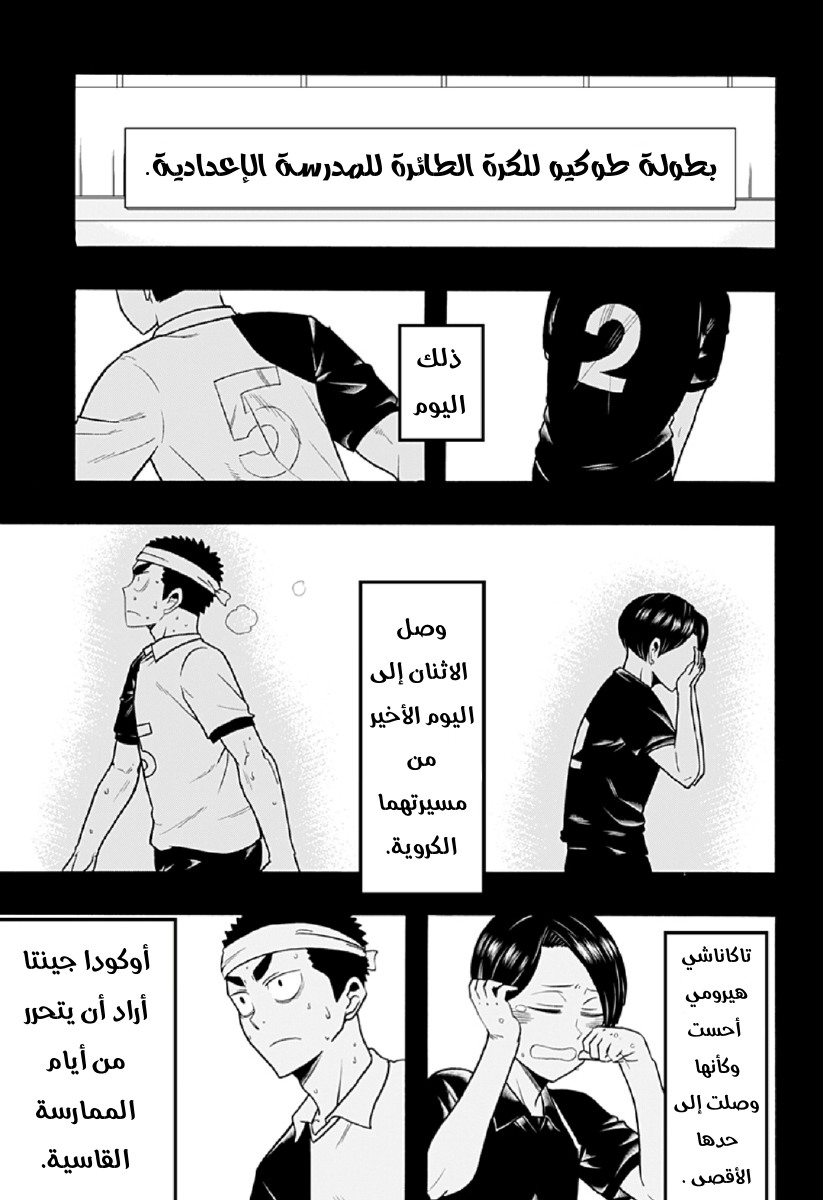 بطولة طوكيو للكرة الطائرة للمدرسة الإعدادية.
2
5
ذلك
اليوم
وصل
الاثنان إلى
اليوم الأخير
من
مسيرتهما
الكروية.
5
تاكاناشي
هيرومي
أحست
وكأنها
وصلت إلى
حدها
الأقصى .
أوكودا جينتا
أراد أن يتحرر
من أيام
الممارسة
القاسية.